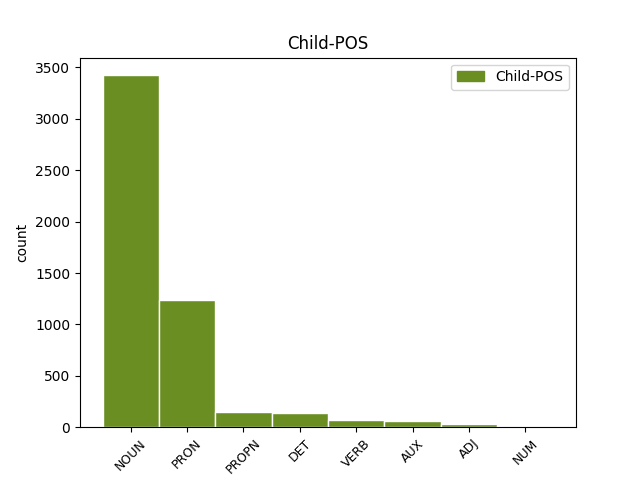 Child-POS
Child-POS
count
3500
3000
2500
2000
1500
1000
500
0
NOUN
PRON
PROPN
DET
VERB
AUX
ADJ
NUM